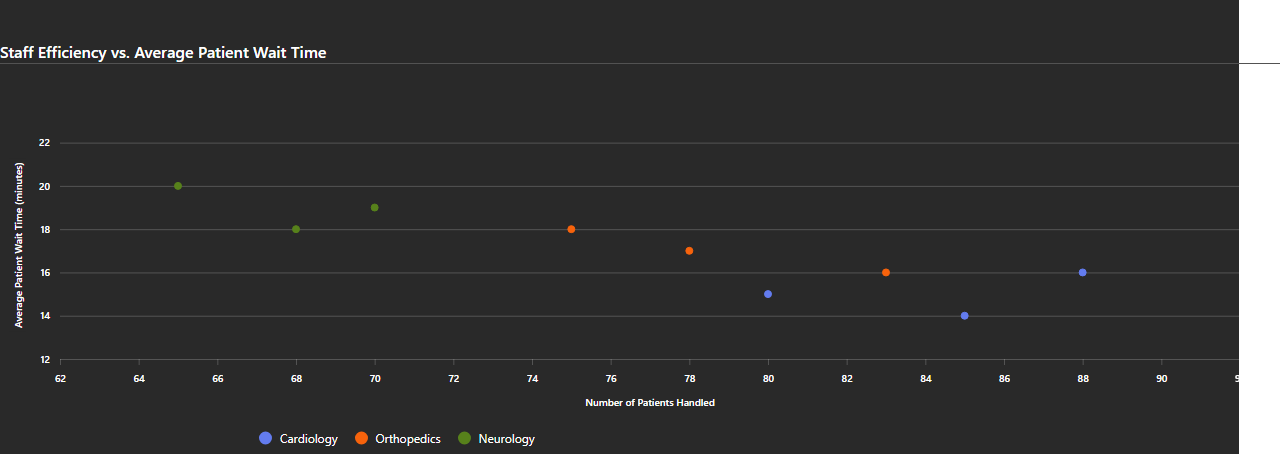 Staff Efficiency vs. Average Patient Wait Time
22
20
18
16
14
12
Average Patient Wait Time (minutes)
62 64 66 68 70 72 74 76 78 80 82 84 86 88 90
Number of Patients Handled
Cardiology Orthopedics Neurology